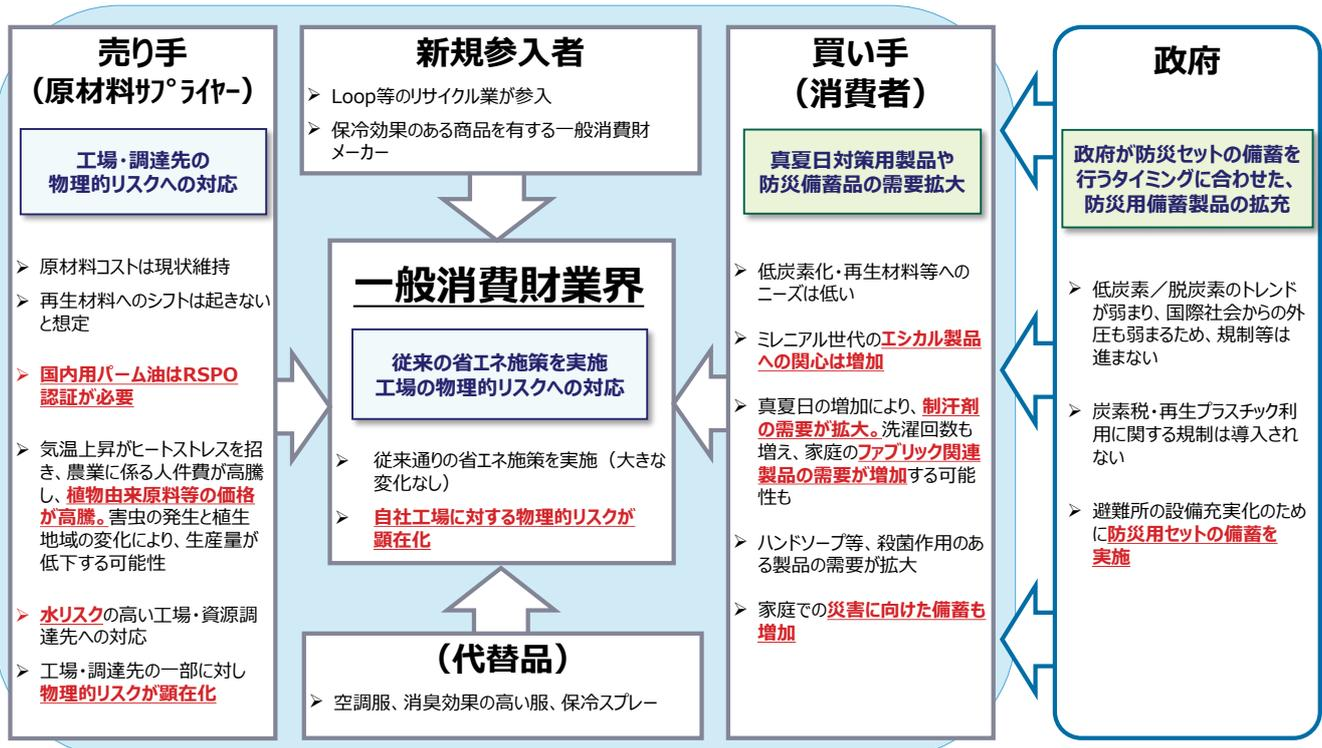 売り手
（原材料ｻﾌﾟﾗｲﾔｰ）
工場・調達先の
物理的リスクへの対応
➢ 原材料コストは現状維持
➢ 再生材料へのシフトは起きない
と想定
➢ 国内用パーム油はRSPO
認証が必要
➢ 気温上昇がヒートストレスを招
き、農業に係る人件費が高騰
し、植物由来原料等の価格
が高騰。害虫の発生と植生
地域の変化により、生産量が
低下する可能性
➢ 水リスクの高い工場・資源調
達先への対応
➢ 工場・調達先の一部に対し
物理的リスクが顕在化
新規参入者
➢ Loop等のリサイクル業が参入
➢ 保冷効果のある商品を有する一般消費財
メーカー
一般消費財業界
従来の省エネ施策を実施
工場の物理的リスクへの対応
➢ 従来通りの省エネ施策を実施（大きな
変化なし）
➢ 自社工場に対する物理的リスクが
顕在化
（代替品）
➢ 空調服、消臭効果の高い服、保冷スプレー
買い手
（消費者）
真夏日対策用製品や
防災備蓄品の需要拡大
➢ 低炭素化・再生材料等への
ニーズは低い
➢ ミレニアル世代のエシカル製品
への関心は増加
➢ 真夏日の増加により、制汗剤
の需要が拡大。洗濯回数も
増え、家庭のファブリック関連
製品の需要が増加する可能
性も
➢ ハンドソープ等、殺菌作用のあ
る製品の需要が拡大
➢ 家庭での災害に向けた備蓄も
増加
政府
政府が防災セットの備蓄を
行うタイミングに合わせた、
防災用備蓄製品の拡充
➢ 低炭素／脱炭素のトレンド
が弱まり、国際社会からの外
圧も弱まるため、規制等は
進まない
➢ 炭素税・再生プラスチック利
用に関する規制は導入され
ない
➢ 避難所の設備充実化のため
に防災用セットの備蓄を
実施